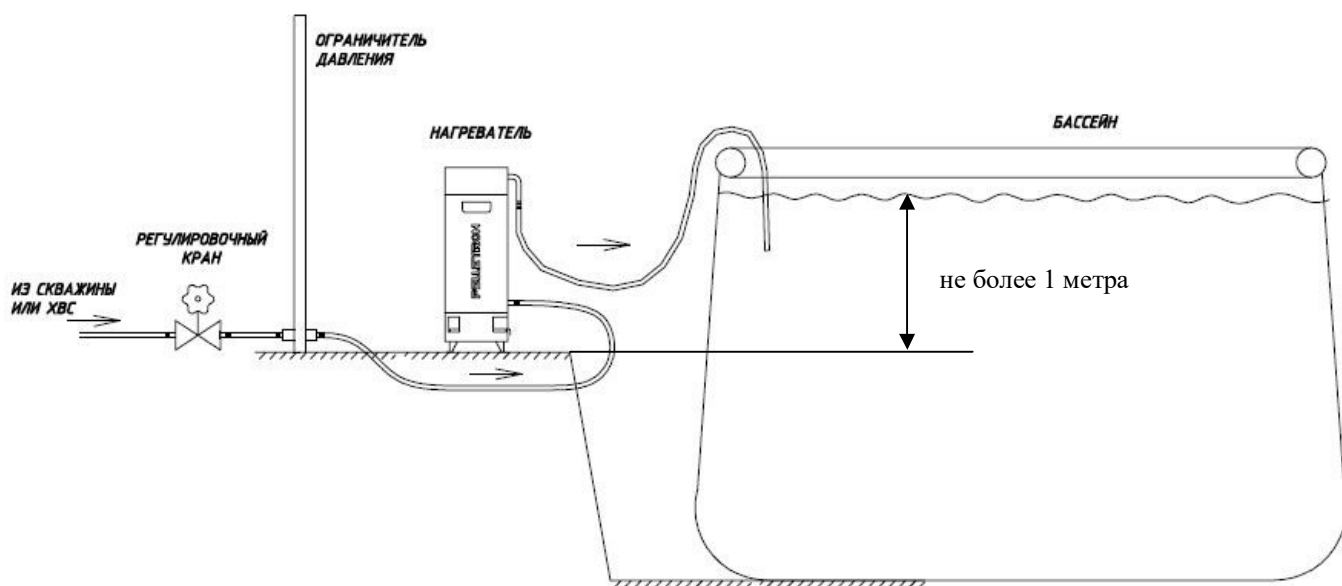 ОГРАНИЧИТЕЛЬ
ДАВЛЕНИЯ
НАГРЕВАТЕЛЬ
БАССЕЙН
РЕГУЛИРОВОЧНЫЙ
КРАН
ИЗ СКВАЖИНЫ
ИЛИ ХВС
не более 1 метра